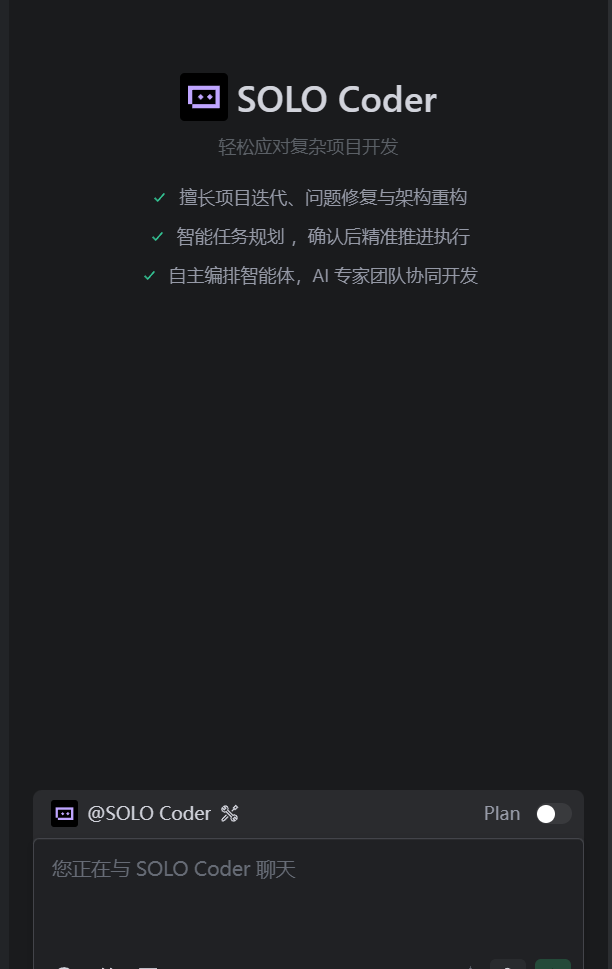 SOLO Coder
轻松应对复杂项目开发
擅长项目迭代、问题修复与架构重构
智能任务规划 ，确认后精准推进执行
自主编排智能体，AI 专家团队协同开发
@SOLO Coder
Plan
您正在与 SOLO Coder 聊天